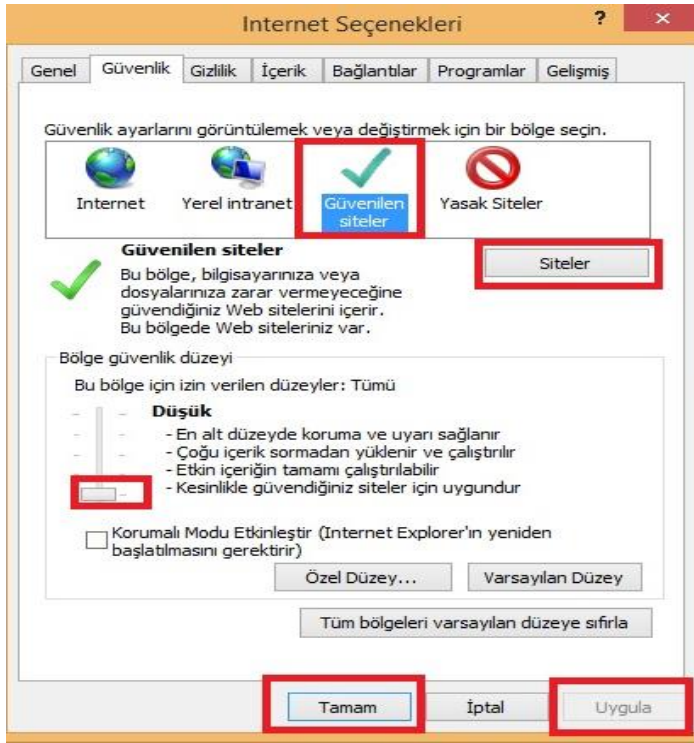 Internet Seçenekleri ? ×
Genel Güvenlik Gizlilik İçerik Bağlantılar Programlar Gelişmiş
Güvenlik ayarlarını görüntülemek veya değiştirmek için bir bölge seçin.
Internet Yerel intranet Güvenilen siteler Yasak Siteler
Güvenilen siteler
Siteler
Bu bölge, bilgisayarınıza veya
dosyalarınıza zarar vermeyeceğine
güvendiğiniz Web sitelerini içerir.
Bu bölgede Web siteleriniz var.
Bölge güvenlik düzeyi
Bu bölge için izin verilen düzeyler: Tümü
Düşük
- En alt düzeyde koruma ve uyarı sağlanır
- Çoğu içerik sormadan yüklenir ve çalıştırılır
- Etkin içeriğin tamamı çalıştırılabilir
- Kesinlikle güvendiğiniz siteler için uygundur
Korumalı Modu Etkinleştir (Internet Explorer'ın yeniden
başlatılmasını gerektirir)
Özel Düzey... Varsayılan Düzey
Tüm bölgeleri varsayılan düzeye sıfırla
Tamam İptal Uygula